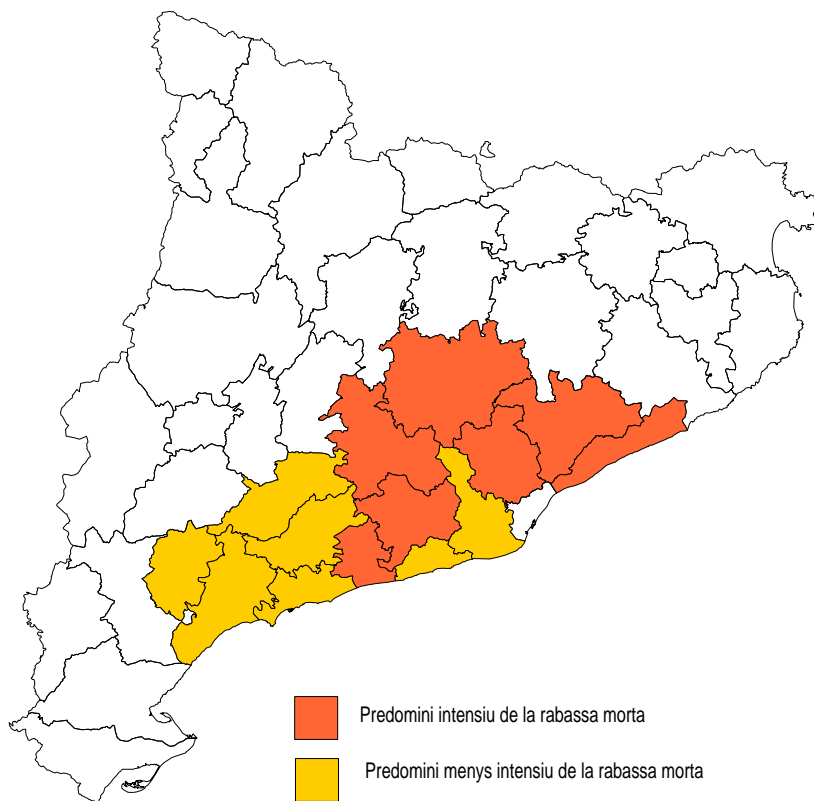 Predomini intensiu de la rabassa morta
Predomini menys intensiu de la rabassa morta